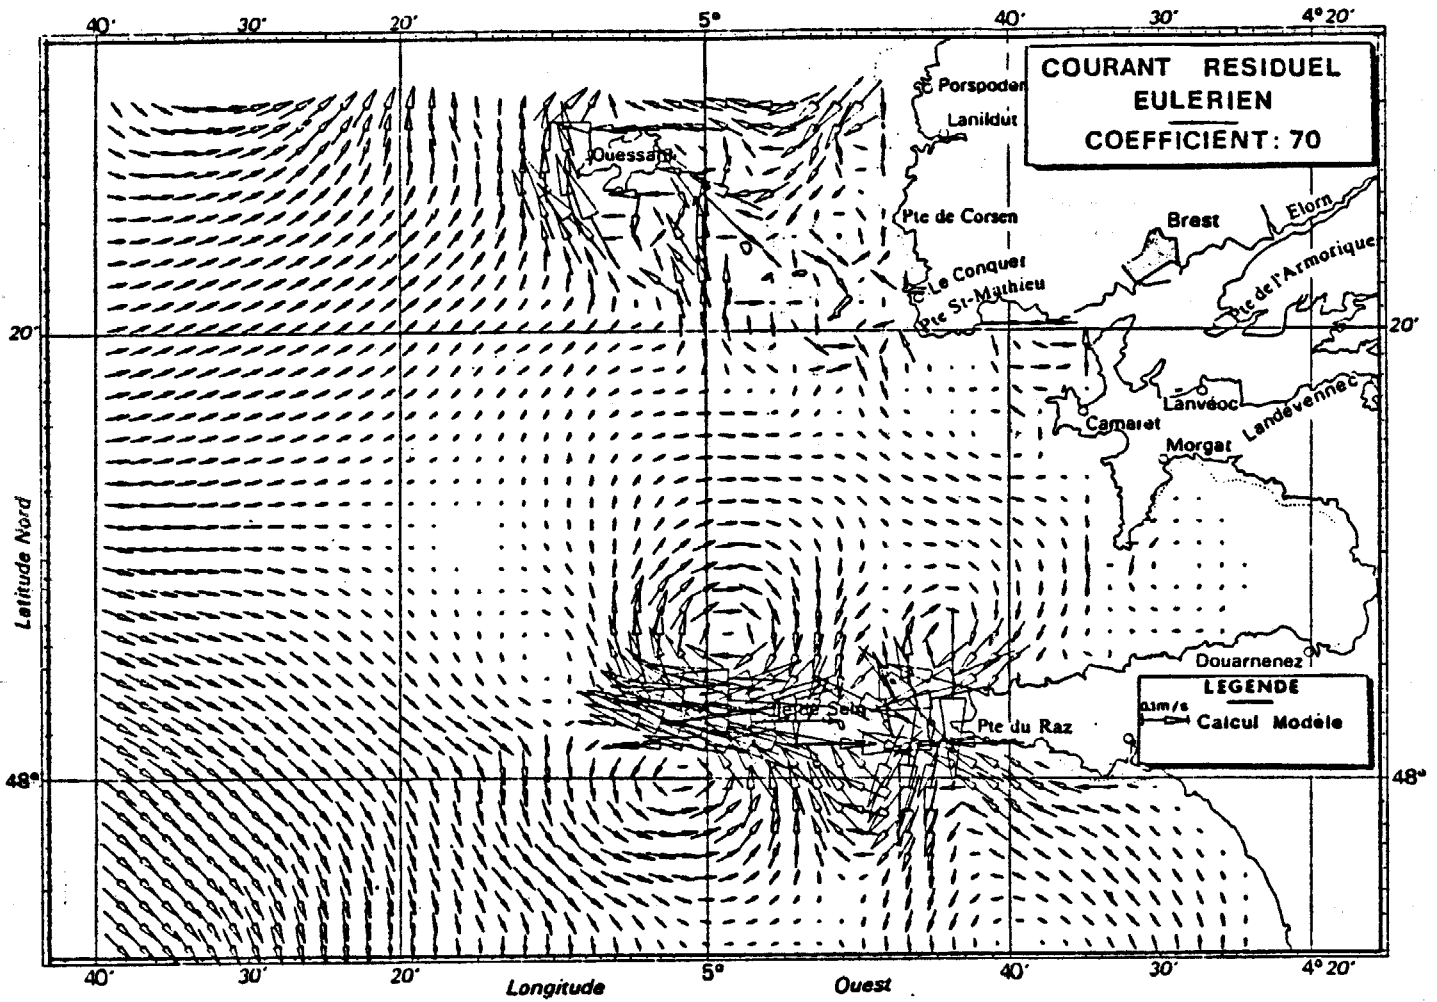 40' 30' 20' 5° 40' 30' 4° 20'
COURANT RESIDUEL
EULERIEN
COEFFICIENT: 70
Porspoder
Lanildut
Ouessant
Pte de Corsen
Brest
Elorn
Le Conquet
Pte St-Mathieu
Pte de l'Armorique
20' 20'
Lanvéoc
Landévennec
Camaret
Morgat
Latitude Nord
Douarnenez
LEGENDE
0.1m/s
Calcul Modèle
Ile de Sein
Pte du Raz
48° 48°
40' 30' 20' 5° 40' 30' 4° 20'
Longitude Ouest